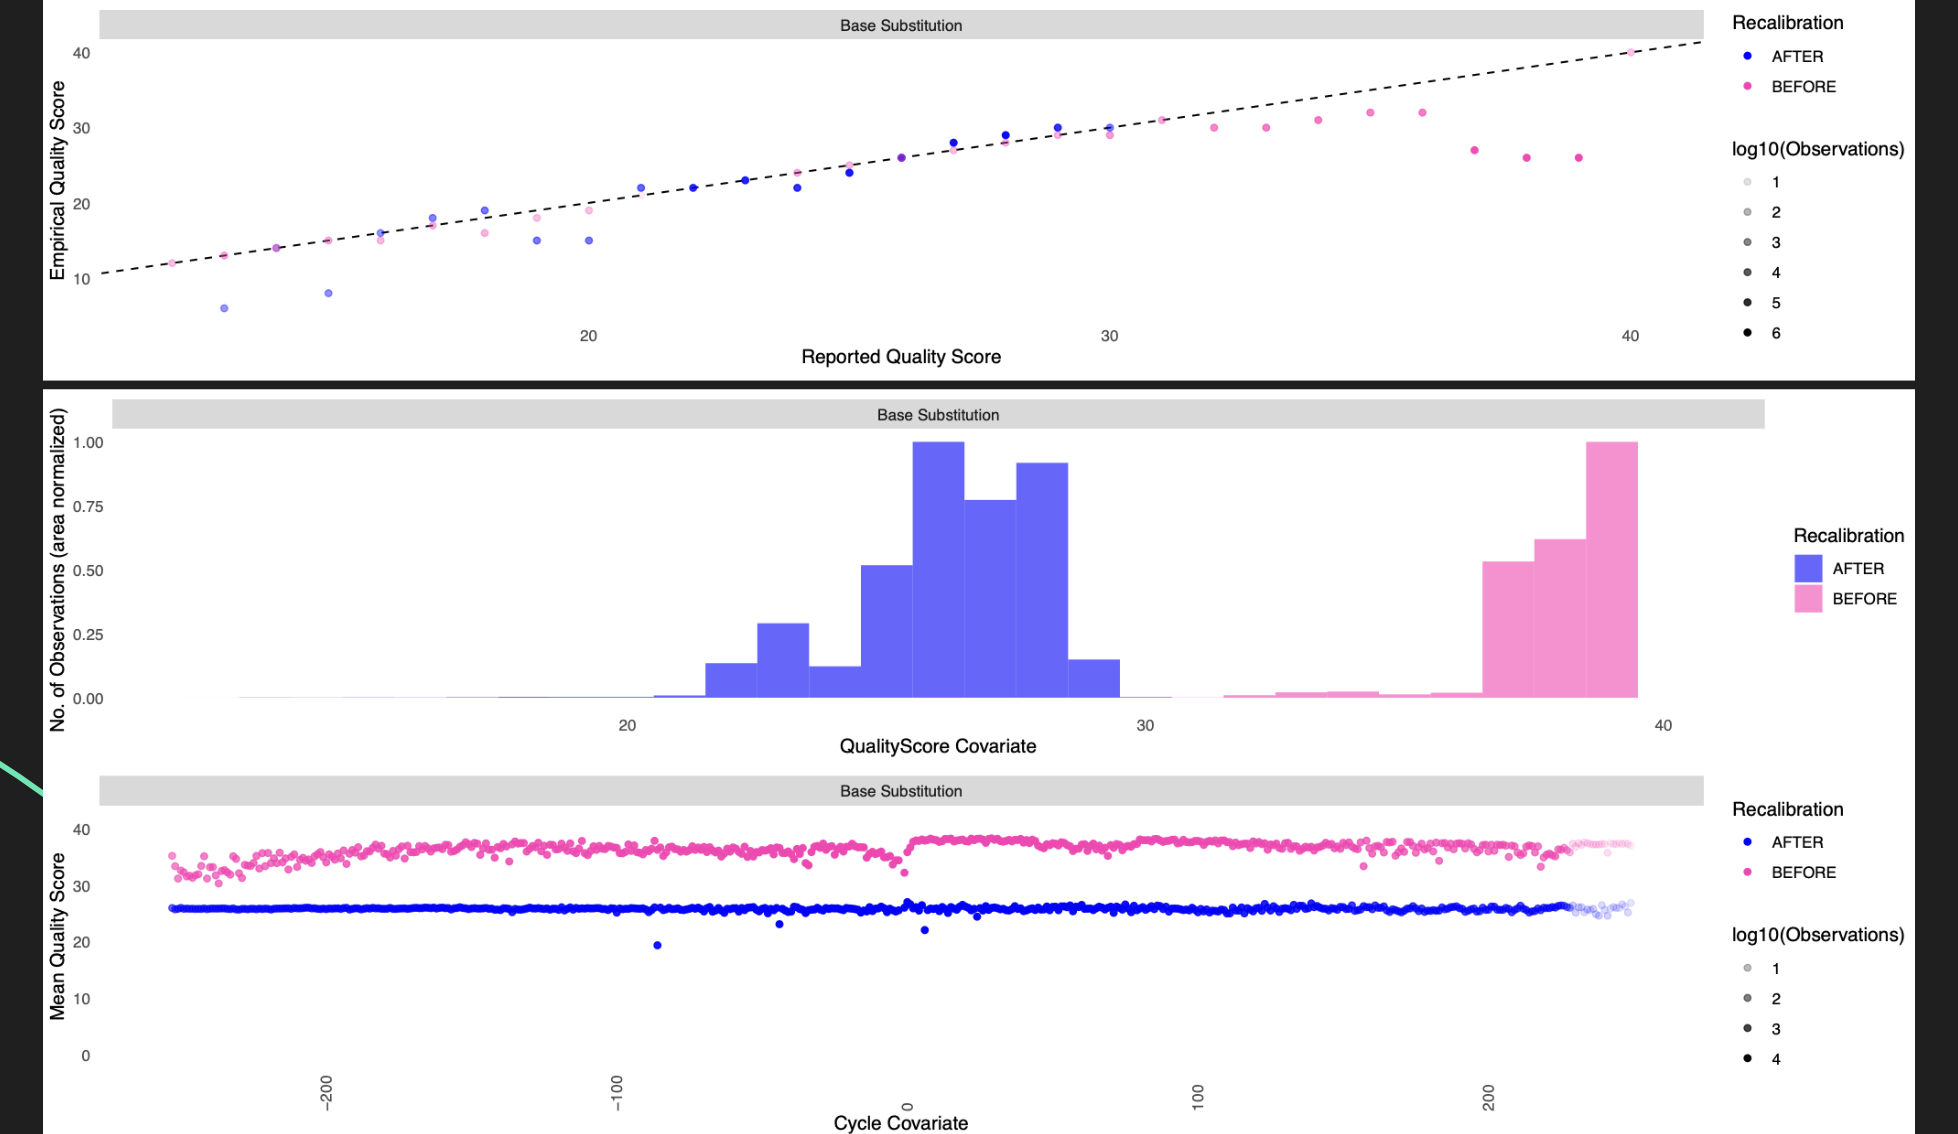 Base Substitution
Empirical Quality Score
40
30
20
10
20 30 40
Reported Quality Score
Recalibration
AFTER
BEFORE
log10(Observations)
1
2
3
4
5
6
Base Substitution
No. of Observations (area normalized)
1.00
0.75
0.50
0.25
0.00
20 30 40
QualityScore Covariate
Recalibration
AFTER
BEFORE
Base Substitution
Mean Quality Score
40
30
20
10
0
−200 −100 0 100 200
Cycle Covariate
Recalibration
AFTER
BEFORE
log10(Observations)
1
2
3
4